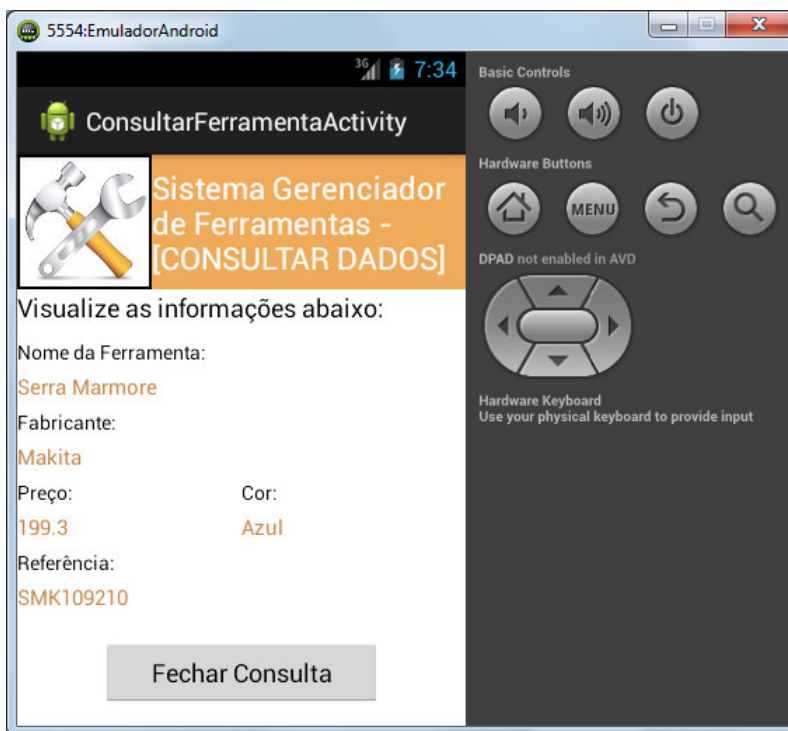 5554:EmuladorAndroid
3G 7:34
ConsultarFerramentaActivity
Sistema Gerenciador
de Ferramentas -
[CONSULTAR DADOS]
Visualize as informações abaixo:
Nome da Ferramenta:
Serra Marmore
Fabricante:
Makita
Preço: Cor:
199.3 Azul
Referência:
SMK109210
Fechar Consulta
Basic Controls
Hardware Buttons
MENU
DPAD not enabled in AVD
Hardware Keyboard
Use your physical keyboard to provide input